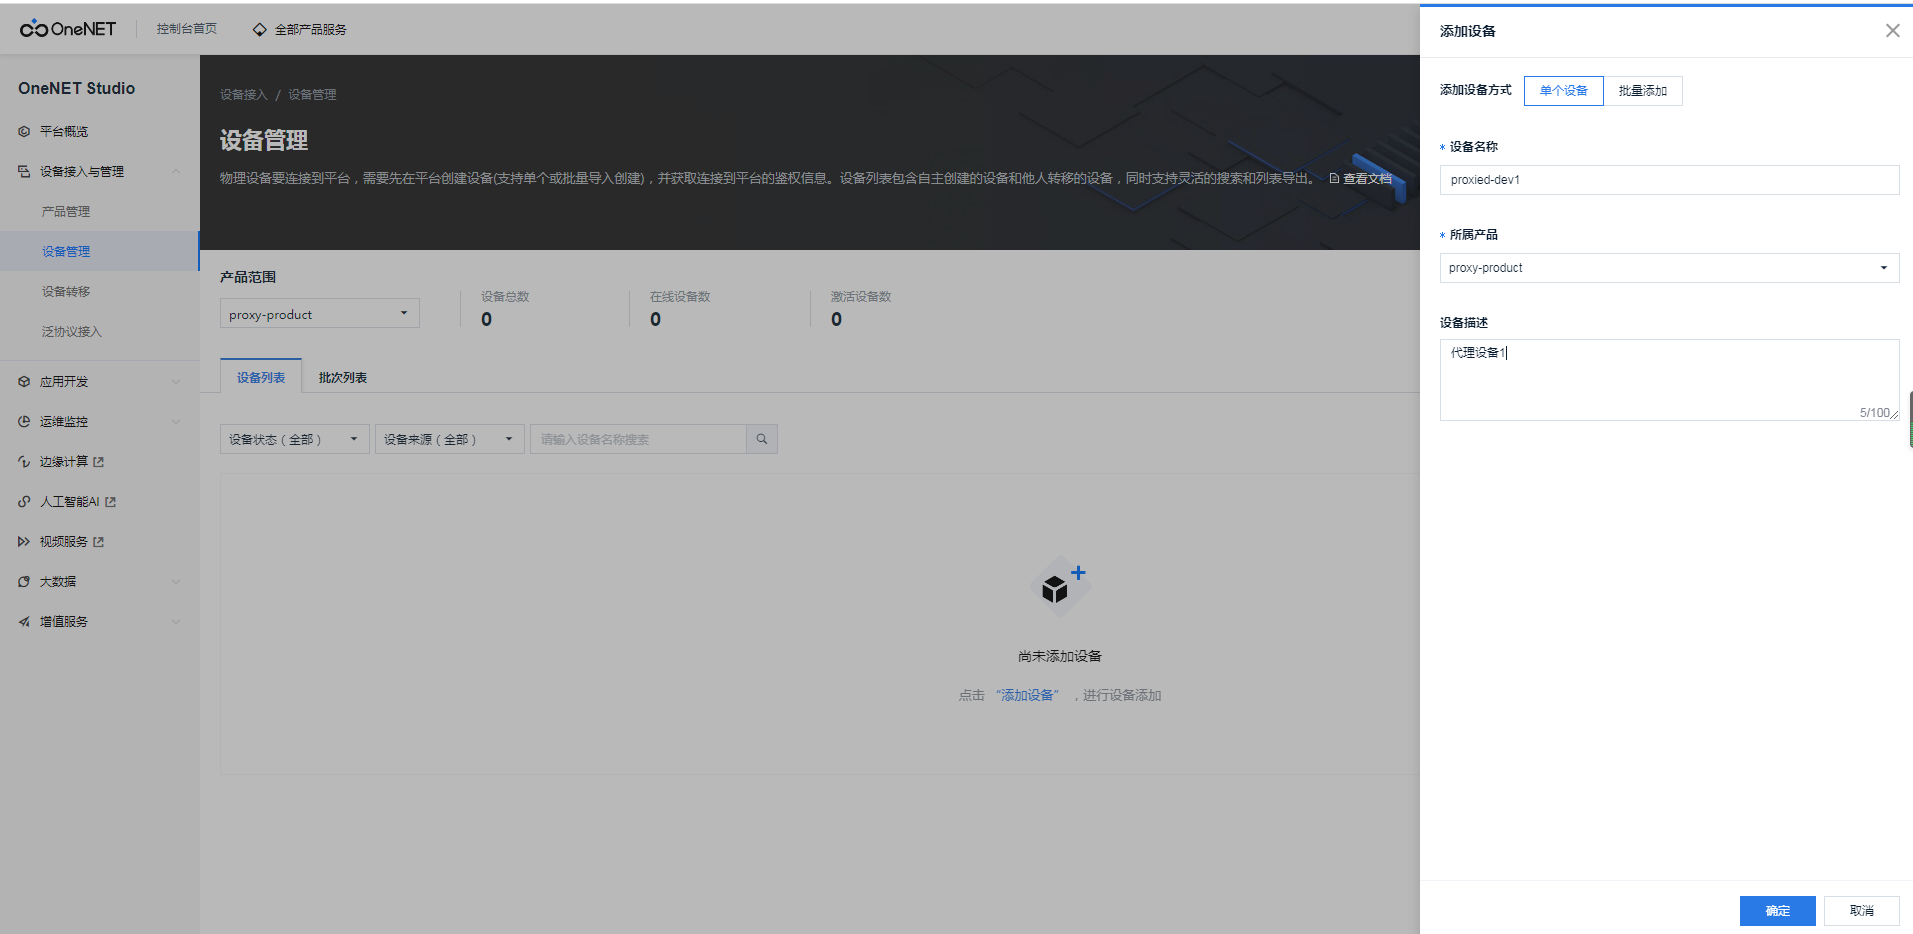 OneNET
控制台首页
全部产品服务
OneNET Studio
平台概览
设备接入与管理
产品管理
设备管理
设备转移
泛协议接入
应用开发
运维监控
边缘计算
人工智能AI
视频服务
大数据
增值服务
设备接入 / 设备管理
设备管理
物理设备要连接到平台，需要先在平台创建设备(支持单个或批量导入创建)，并获取连接到平台的鉴权信息。设备列表包含自主创建的设备和他人转移的设备，同时支持灵活的搜索和列表导出。 查看文档
产品范围
proxy-product
设备总数
0
在线设备数
0
激活设备数
0
设备列表
批次列表
设备状态（全部）
设备来源（全部）
请输入设备名称搜索
尚未添加设备
点击 “添加设备” ，进行设备添加
添加设备
添加设备方式
单个设备
批量添加
* 设备名称
proxied-dev1
* 所属产品
proxy-product
设备描述
代理设备1
5/100
确定
取消